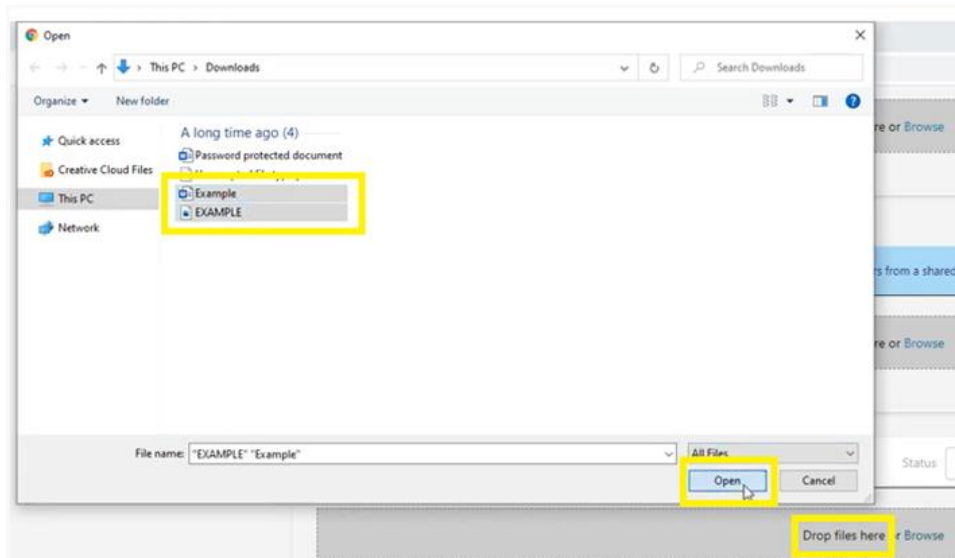 Open
This PC > Downloads
Search Downloads
Organize
New folder
re or Browse
Quick access
Creative Cloud Files
This PC
Network
A long time ago (4)
Password protected document
Example
EXAMPLE
rs from a shared
re or Browse
File name: "EXAMPLE" "Example"
All Files
Status
Open
Cancel
Drop files here or Browse